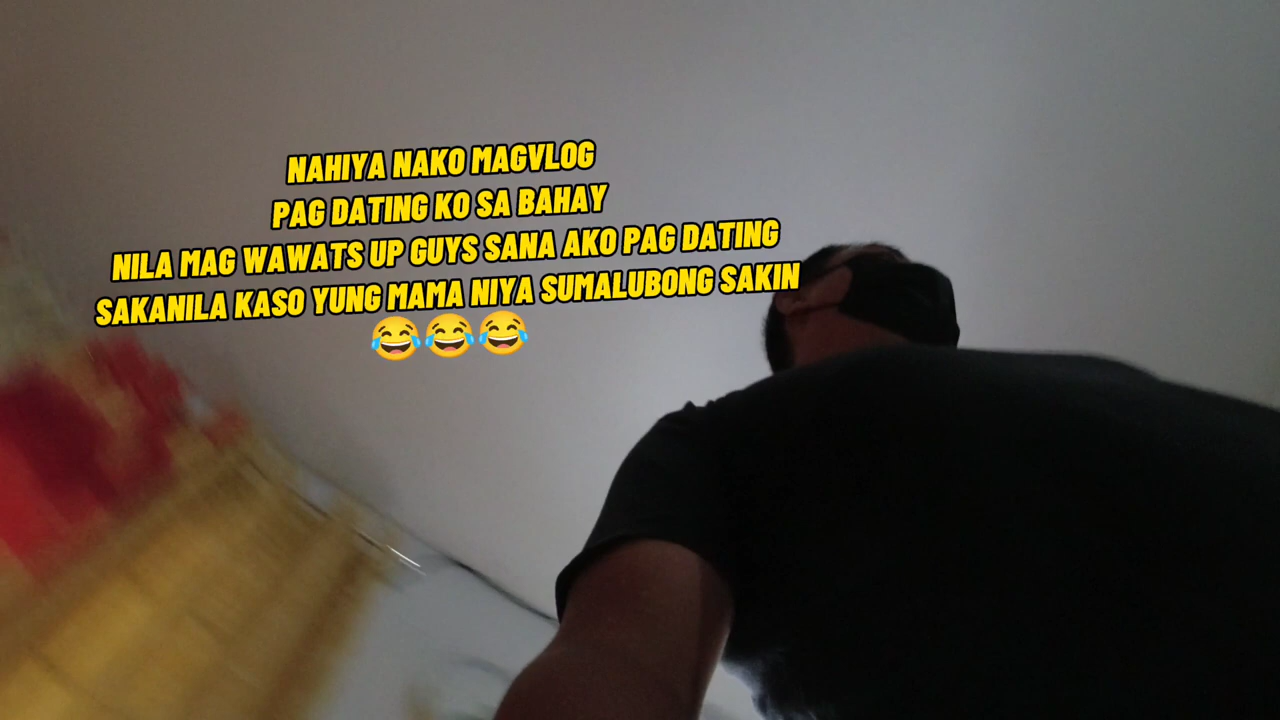 NAHIYA NAKO MAGVLOG
PAG DATING KO SA BAHAY
NILA MAG WAWATS UP GUYS SANA AKO PAG DATING
SAKANILA KASO YUNG MAMA NIYA SUMALUBONG SAKIN
😂😂😂